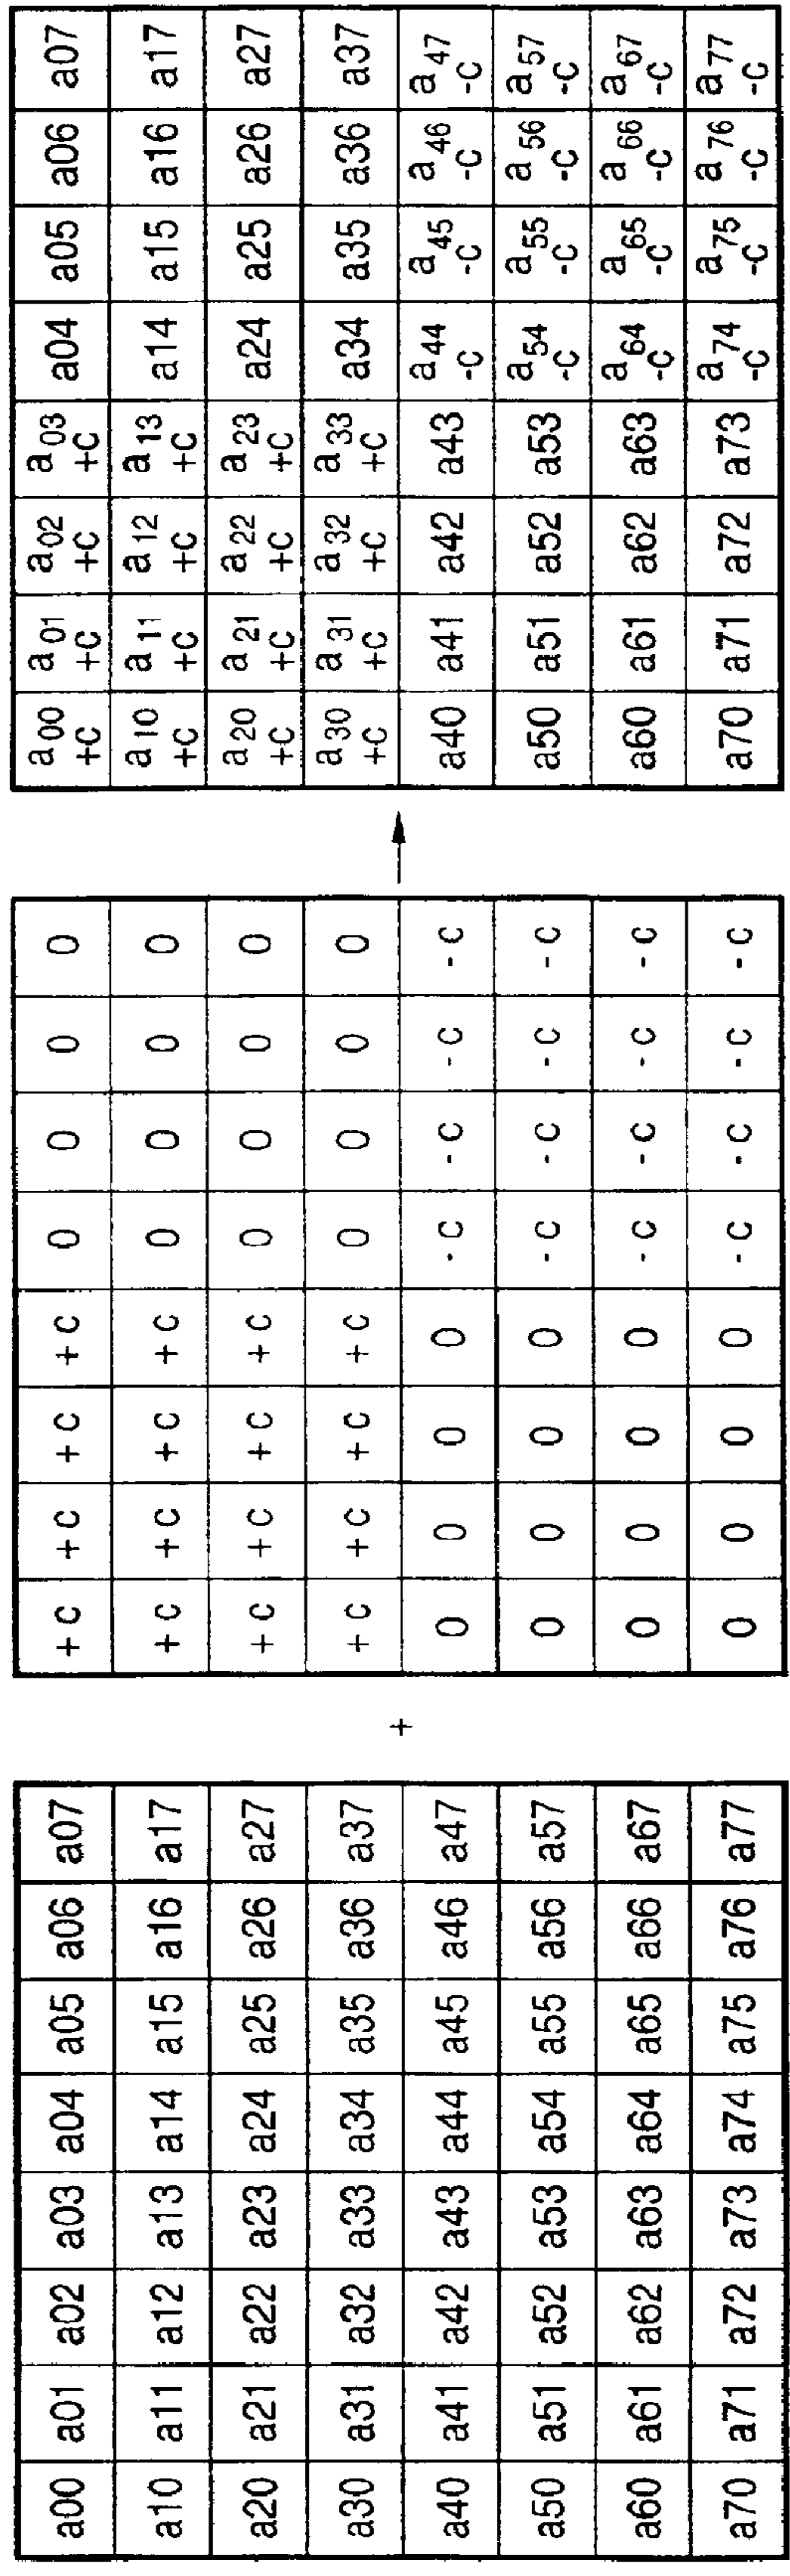 a00 a01 a02 a03 a04 a05 a06 a07
a10 a11 a12 a13 a14 a15 a16 a17
a20 a21 a22 a23 a24 a25 a26 a27
a30 a31 a32 a33 a34 a35 a36 a37
a40 a41 a42 a43 a44 a45 a46 a47
a50 a51 a52 a53 a54 a55 a56 a57
a60 a61 a62 a63 a64 a65 a66 a67
a70 a71 a72 a73 a74 a75 a76 a77
+
+C +C +C +C 0 0 0 0
+C +C +C +C 0 0 0 0
+C +C +C +C 0 0 0 0
+C +C +C +C 0 0 0 0
0 0 0 0 -C -C -C -C
0 0 0 0 -C -C -C -C
0 0 0 0 -C -C -C -C
0 0 0 0 -C -C -C -C
→
a00 +C a01 +C a02 +C a03 +C a04 a05 a06 a07
a10 +C a11 +C a12 +C a13 +C a14 a15 a16 a17
a20 +C a21 +C a22 +C a23 +C a24 a25 a26 a27
a30 +C a31 +C a32 +C a33 +C a34 a35 a36 a37
a40 a41 a42 a43 a44 -C a45 -C a46 -C a47 -C
a50 a51 a52 a53 a54 -C a55 -C a56 -C a57 -C
a60 a61 a62 a63 a64 -C a65 -C a66 -C a67 -C
a70 a71 a72 a73 a74 -C a75 -C a76 -C a77 -C